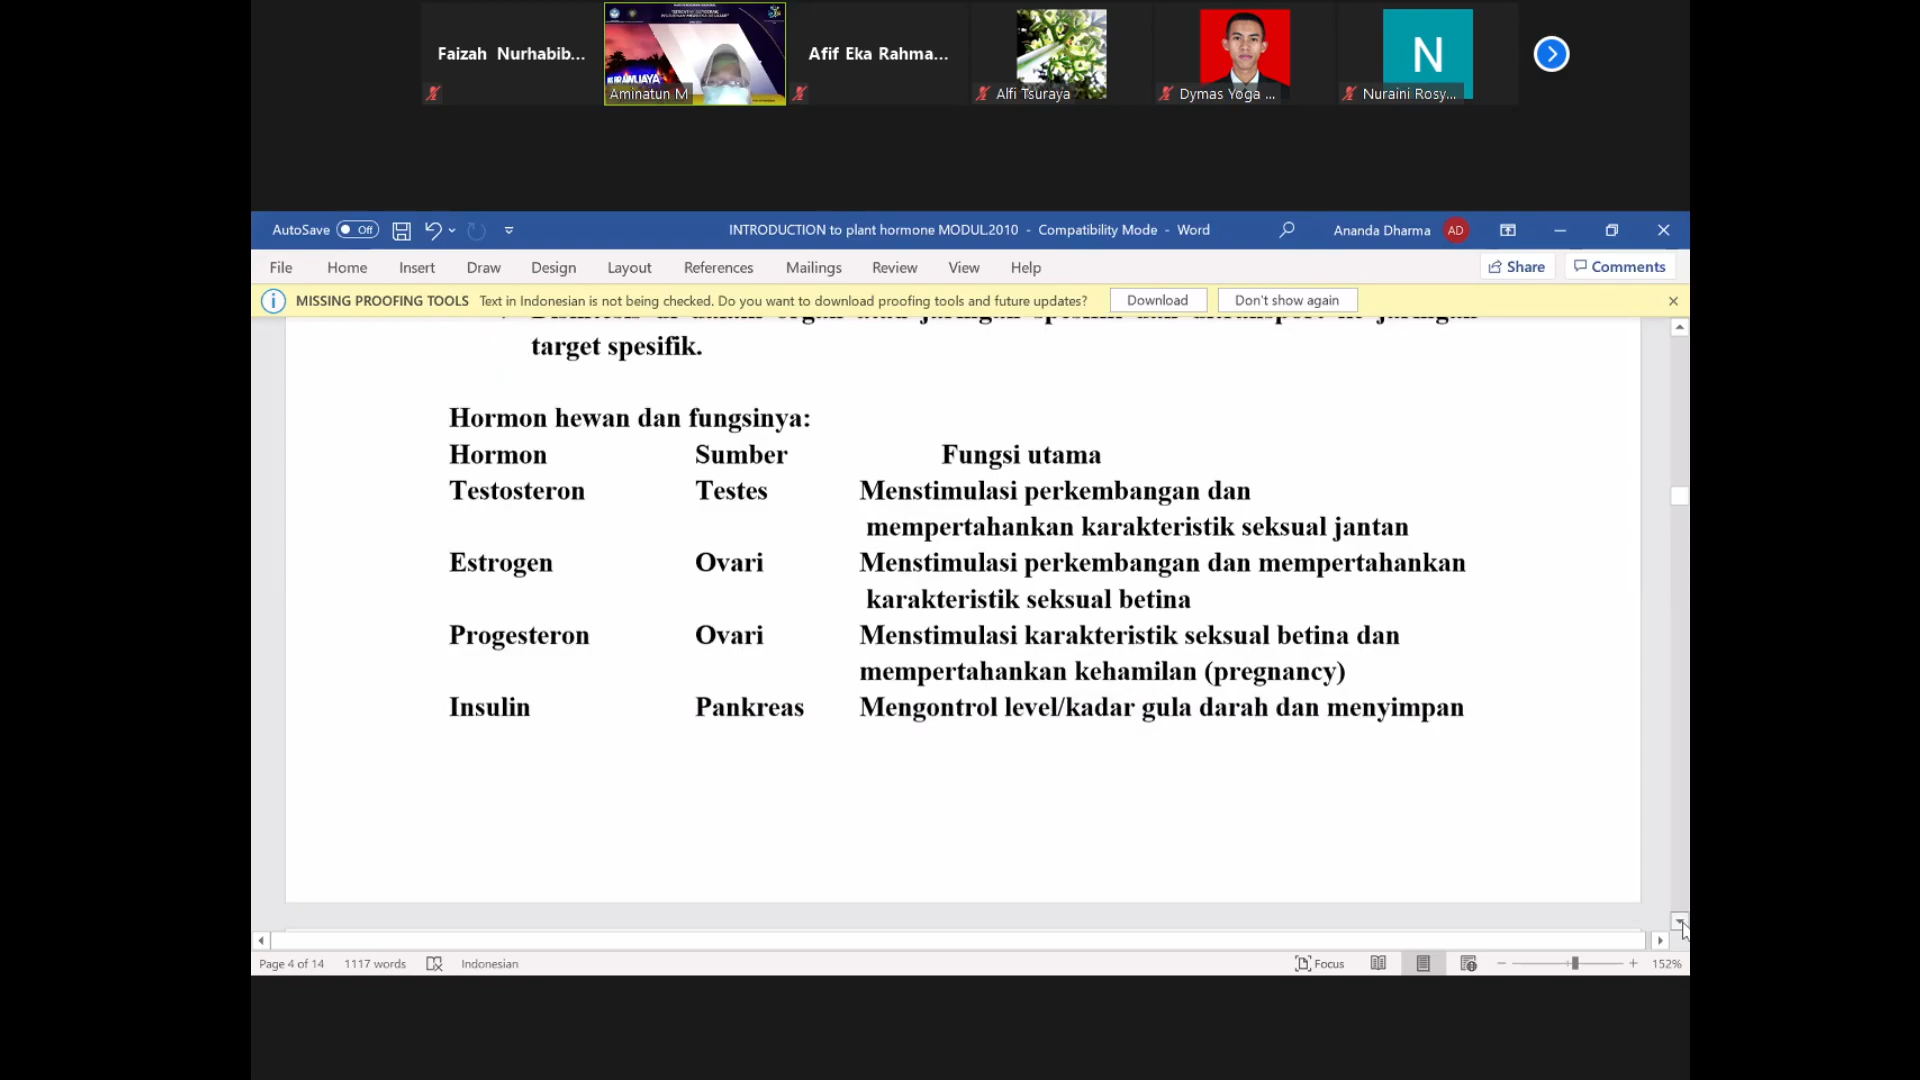 Faizah Nurhabib...
Aminatun M
Afif Eka Rahma...
Alfi Tsuraya
Dymas Yoga ...
N
Nuraini Rosy...
AutoSave Off
INTRODUCTION to plant hormone MODUL.2010 - Compatibility Mode - Word
Ananda Dharma AD
File Home Insert Draw Design Layout References Mailings Review View Help Share Comments
MISSING PROOFING TOOLS Text in Indonesian is not being checked. Do you want to download proofing tools and future updates? Download Don't show again
target spesifik.
Hormon hewan dan fungsinya:
Hormon Sumber Fungsi utama
Testosteron Testes Menstimulasi perkembangan dan
mempertahankan karakteristik seksual jantan
Estrogen Ovari Menstimulasi perkembangan dan mempertahankan
karakteristik seksual betina
Progesteron Ovari Menstimulasi karakteristik seksual betina dan
mempertahankan kehamilan (pregnancy)
Insulin Pankreas Mengontrol level/kadar gula darah dan menyimpan
Page 4 of 14 1117 words Indonesian Focus 152%